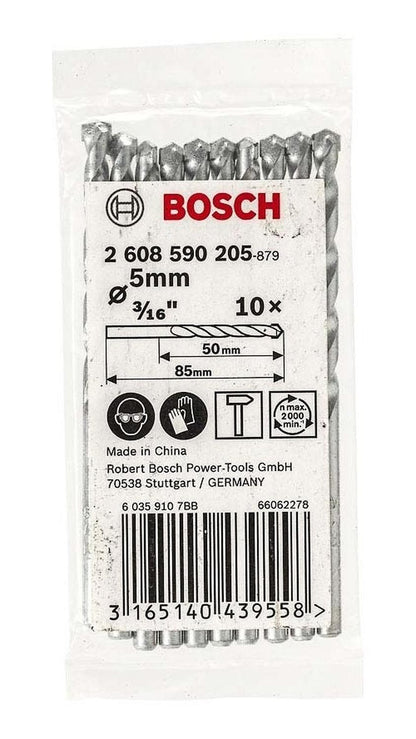 BOSCH
2 608 590 205-879
Ø 5mm
3/16" 10×
50mm
85mm
n max.
2000
min.⁻¹
Made in China
Robert Bosch Power-Tools GmbH
70538 Stuttgart / GERMANY
6 035 910 7BB 66062278
3 165140 439558 >